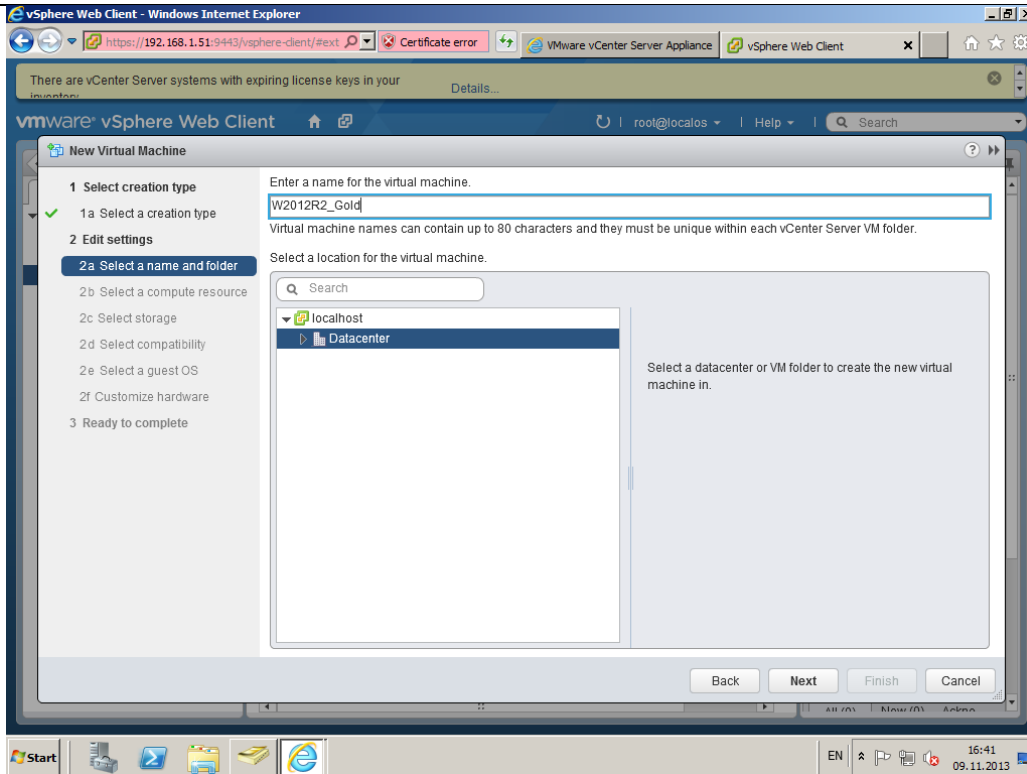 vSphere Web Client - Windows Internet Explorer
https://192.168.1.51:9443/vsphere-client/#ext
Certificate error
VMware vCenter Server Appliance
vSphere Web Client
There are vCenter Server systems with expiring license keys in your
inventory.
Details...
vmware® vSphere Web Client
root@localos
Help
Search
New Virtual Machine
1 Select creation type
1a Select a creation type
2 Edit settings
2a Select a name and folder
2b Select a compute resource
2c Select storage
2d Select compatibility
2e Select a guest OS
2f Customize hardware
3 Ready to complete
Enter a name for the virtual machine.
W2012R2_Gold
Virtual machine names can contain up to 80 characters and they must be unique within each vCenter Server VM folder.
Select a location for the virtual machine.
Search
localhost
Datacenter
Select a datacenter or VM folder to create the new virtual
machine in.
Back
Next
Finish
Cancel
All (0)
New (0)
Ackno
Start
EN
16:41
09.11.2013